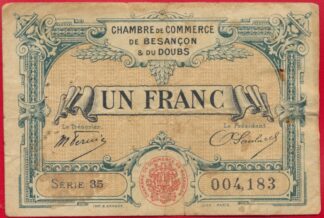 CHAMBRE DE COMMERCE
DE BESANÇON
& DU DOUBS
UN FRANC
Le Trésorier, Le Président,
SÉRIE 35 004,183